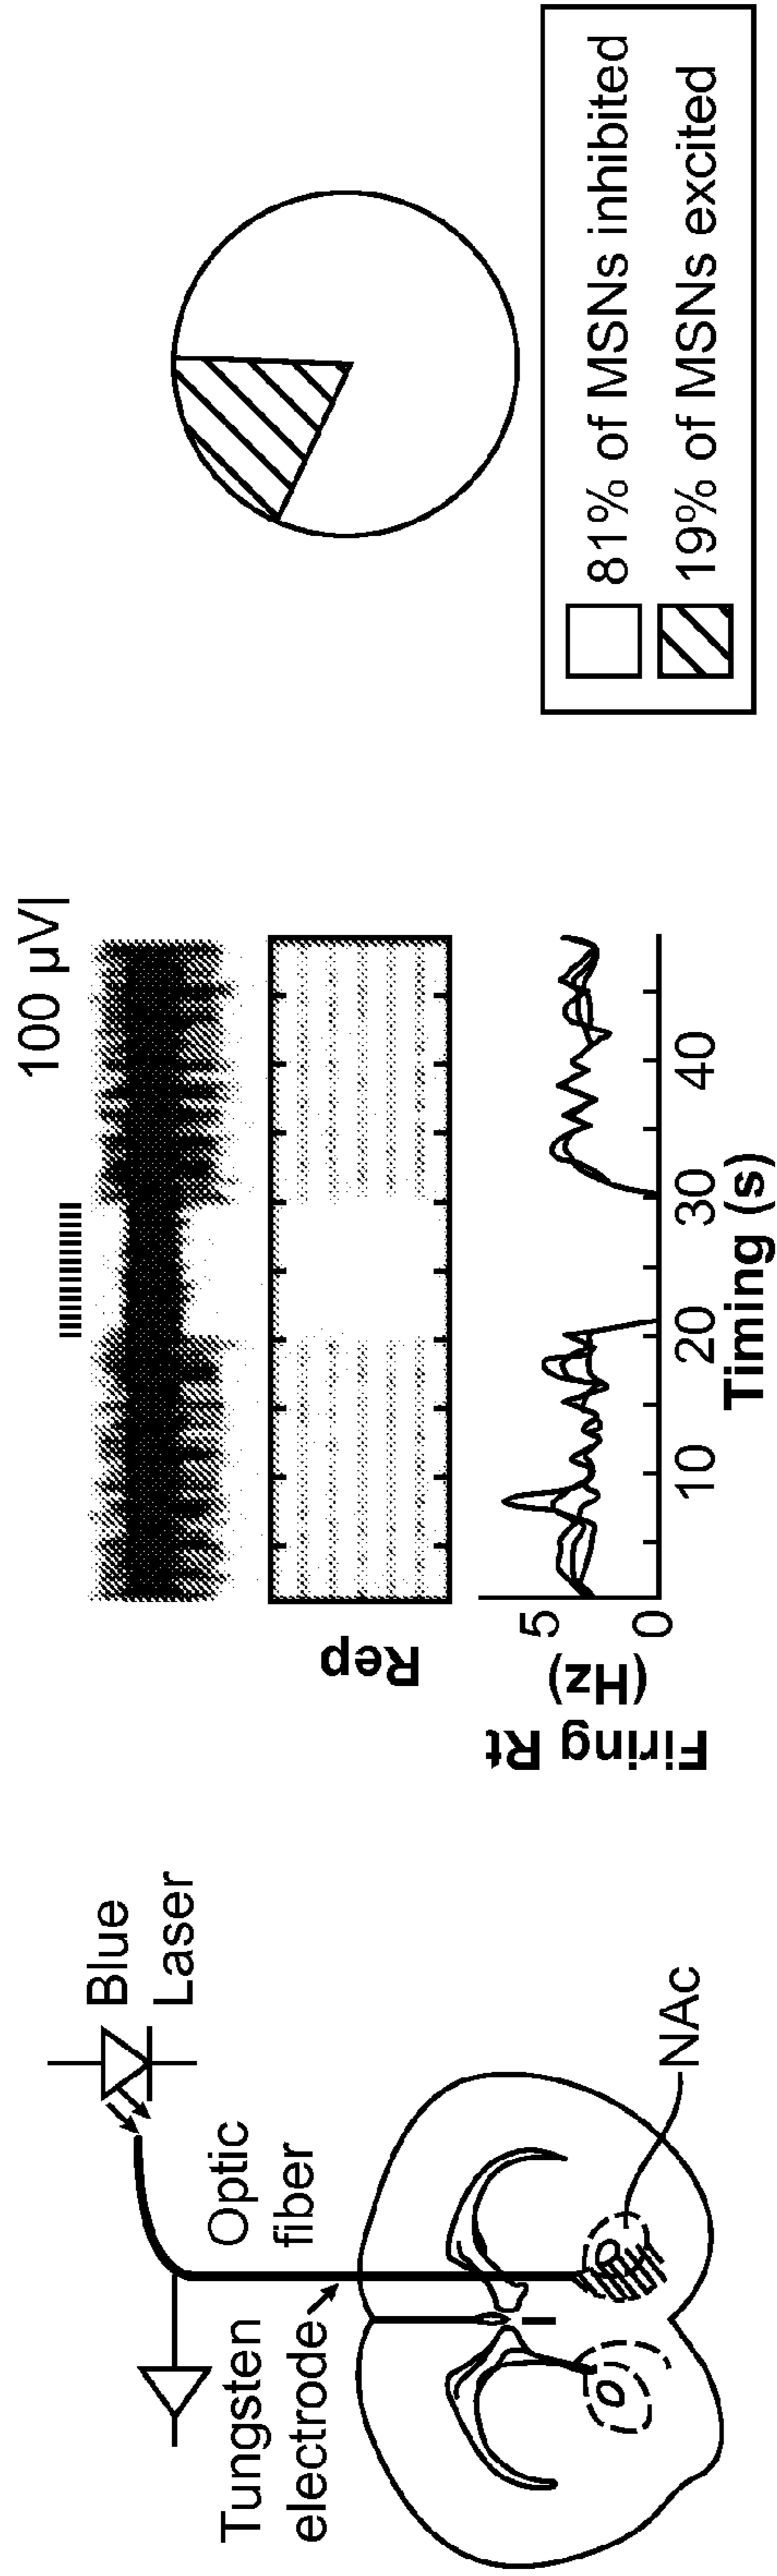 Blue
Laser
Optic
fiber
Tungsten
electrode
NAc
100 µV
Rep
Firing Rt
(Hz)
5
0
10
20
30
40
Timing (s)
81% of MSNs inhibited
19% of MSNs excited